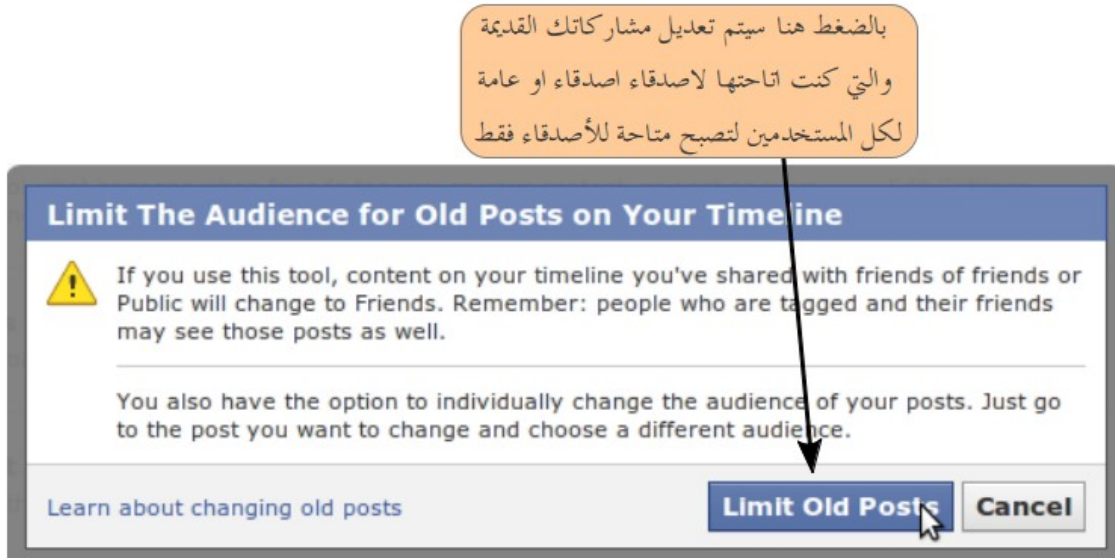 بالضغط هنا سيتم تعديل مشاركاتك القديمة
والتي كنت اتاحتها لاصدقاء اصدقاء او عامة
لكل المستخدمين لتصبح متاحة للأصدقاء فقط
Limit The Audience for Old Posts on Your Timeline
If you use this tool, content on your timeline you've shared with friends of friends or
Public will change to Friends. Remember: people who are tagged and their friends
may see those posts as well.
You also have the option to individually change the audience of your posts. Just go
to the post you want to change and choose a different audience.
Learn about changing old posts
Limit Old Posts
Cancel